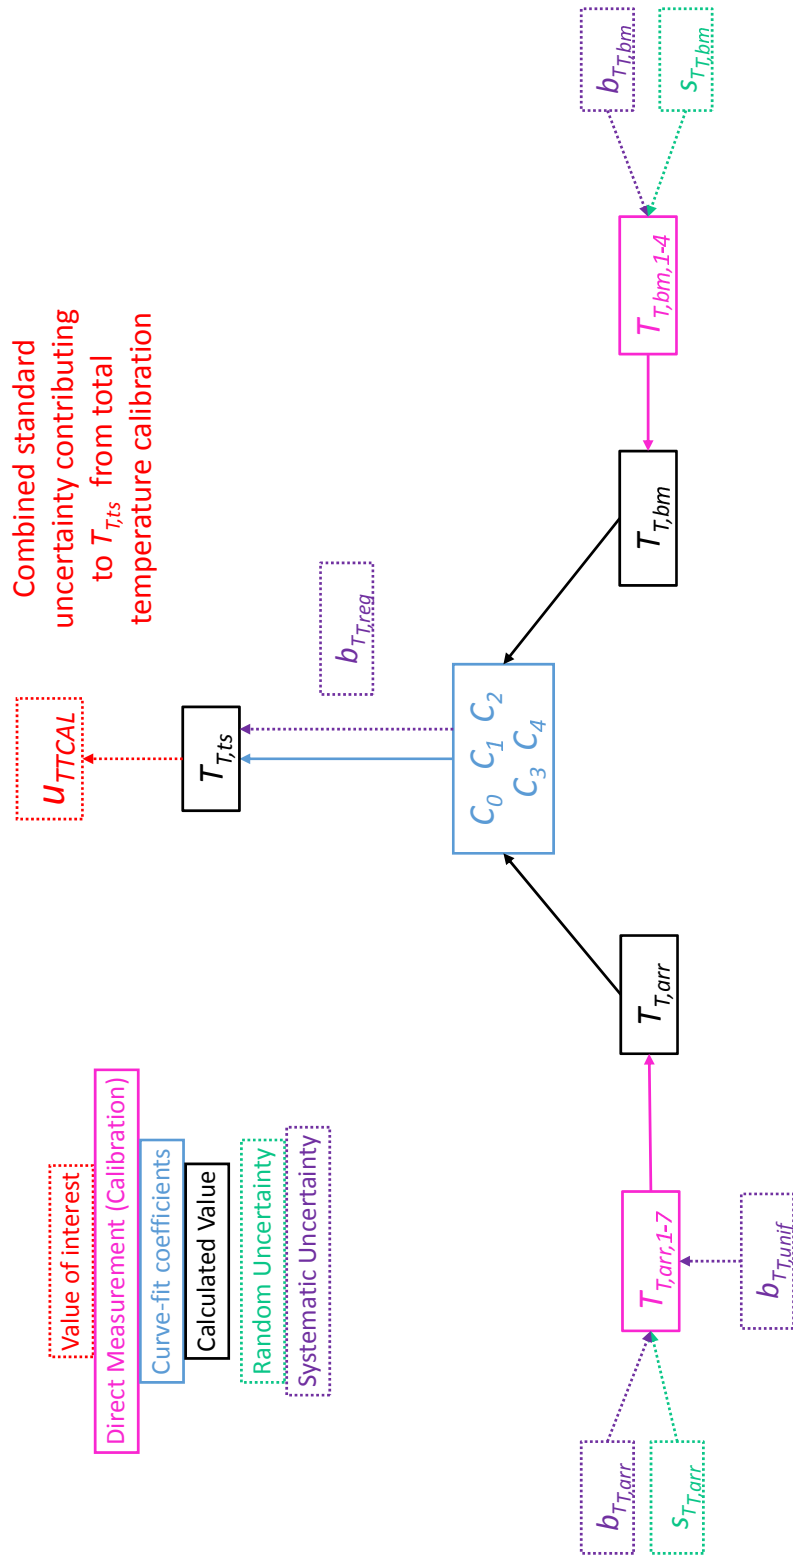 Value of interest
Direct Measurement (Calibration)
Curve-fit coefficients
Calculated Value
Random Uncertainty
Systematic Uncertainty
u_TTCAL
Combined standard
uncertainty contributing
to T_T,ts from total
temperature calibration
T_T,ts
b_T_T,reg
C_0 C_1 C_2
C_3 C_4
T_T,arr
T_T,bm
b_T_T,arr
s_T_T,arr
T_T,arr,1-7
b_T_T,unif
T_T,bm,1-4
b_T_T,bm
s_T_T,bm